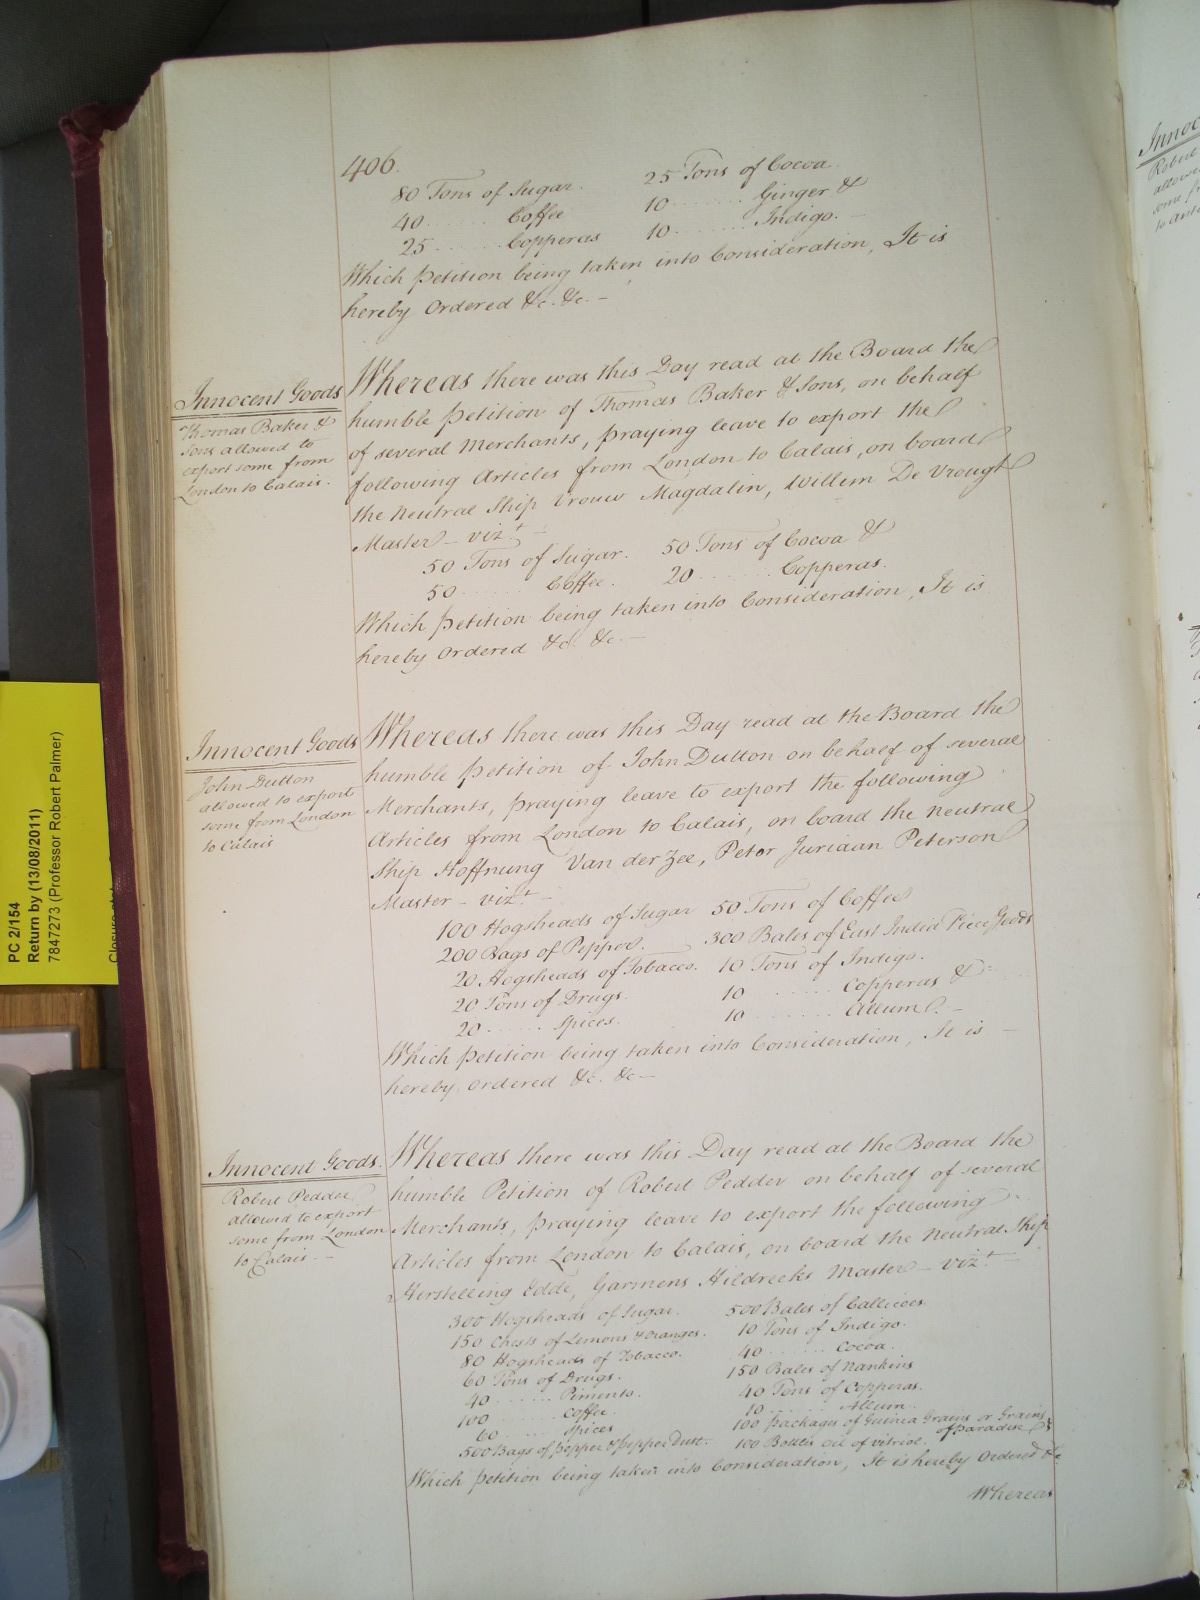 406.
80 Tons of Sugar. 25 Tons of Cocoa
40 ........ Coffee 10 ........ Ginger &
25 ........ Copperas 10 ........ Indigo. —
Which petition being taken into Consideration, It is
hereby Ordered &c. &c. —
Innocent Goods
Thomas Baker &
Sons allowed to
export some from
London to Calais.
Whereas there was this Day read at the Board the
humble petition of Thomas Baker & Sons, on behalf
of several Merchants, praying leave to export the
following Articles from London to Calais, on board
the Neutral Ship Vrouw Magdalin, Willem De Vrougt
Master — vizt. —
50 Tons of Sugar. 50 Tons of Cocoa &
50 ........ Coffee. 20 ........ Copperas.
Which petition being taken into Consideration, It is
hereby Ordered &c. &c. —
Innocent Goods
John Dutton
allowed to export
some from London
to Calais
Whereas there was this Day read at the Board the
humble Petition of John Dutton on behalf of several
Merchants, praying leave to export the following
Articles from London to Calais, on board the Neutral
Ship Hoffnung Van der Zee, Peter Juriaan Peterson
Master — vizt. —
100 Hogsheads of Sugar 50 Tons of Coffee
200 Bags of Pepper. 300 Bales of East India Piece Goods
20 Hogsheads of Tobacco. 10 Tons of Indigo.
20 Tons of Drugs. 10 ........ Copperas &
20 ........ Spices. 10 ........ Allum. —
Which petition being taken into Consideration, It is —
hereby Ordered &c. &c —
Innocent Goods.
Robert Pedder
allowed to export
some from London
to Calais. —
Whereas there was this Day read at the Board the
humble Petition of Robert Pedder on behalf of several
Merchants, praying leave to export the following
Articles from London to Calais, on board the Neutral Ship
Herstelling Edde, Garmens Hildrecks Master — vizt. —
300 Hogsheads of Sugar. 500 Bales of Callicoes.
150 Chests of Lemons & Oranges. 10 Tons of Indigo.
80 Hogsheads of Tobacco. 40 ........ Cocoa.
60 Tons of Drugs. 150 Bales of Nankins
40 ........ Pimento. 40 Tons of Copperas.
100 ........ Coffee 10 ........ Allum.
60 ........ Spices 100 packages of Guinea Grains or Grains of paradise &
500 Bags of pepper & pepper Dust. 100 Bottles Oil of vitriol.
Which petition being taken into Consideration, It is hereby Ordered &c
Whereas
PC 2/154
Return by (13/08/2011)
7847273 (Professor Robert Palmer)